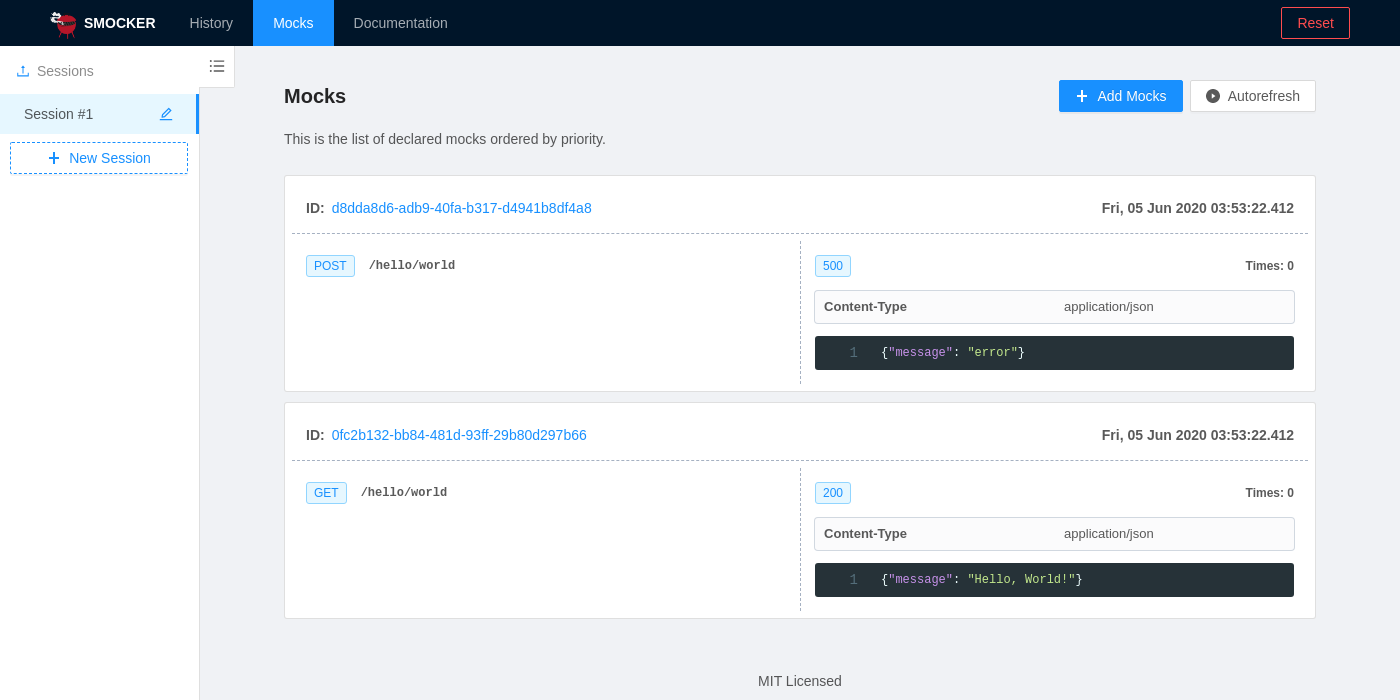 SMOCKER History Mocks Documentation Reset
Sessions
Session #1
New Session
Mocks
Add Mocks Autorefresh
This is the list of declared mocks ordered by priority.
ID: d8dda8d6-adb9-40fa-b317-d4941b8df4a8 Fri, 05 Jun 2020 03:53:22.412
POST /hello/world
500 Times: 0
Content-Type application/json
1 {"message": "error"}
ID: 0fc2b132-bb84-481d-93ff-29b80d297b66 Fri, 05 Jun 2020 03:53:22.412
GET /hello/world
200 Times: 0
Content-Type application/json
1 {"message": "Hello, World!"}
MIT Licensed